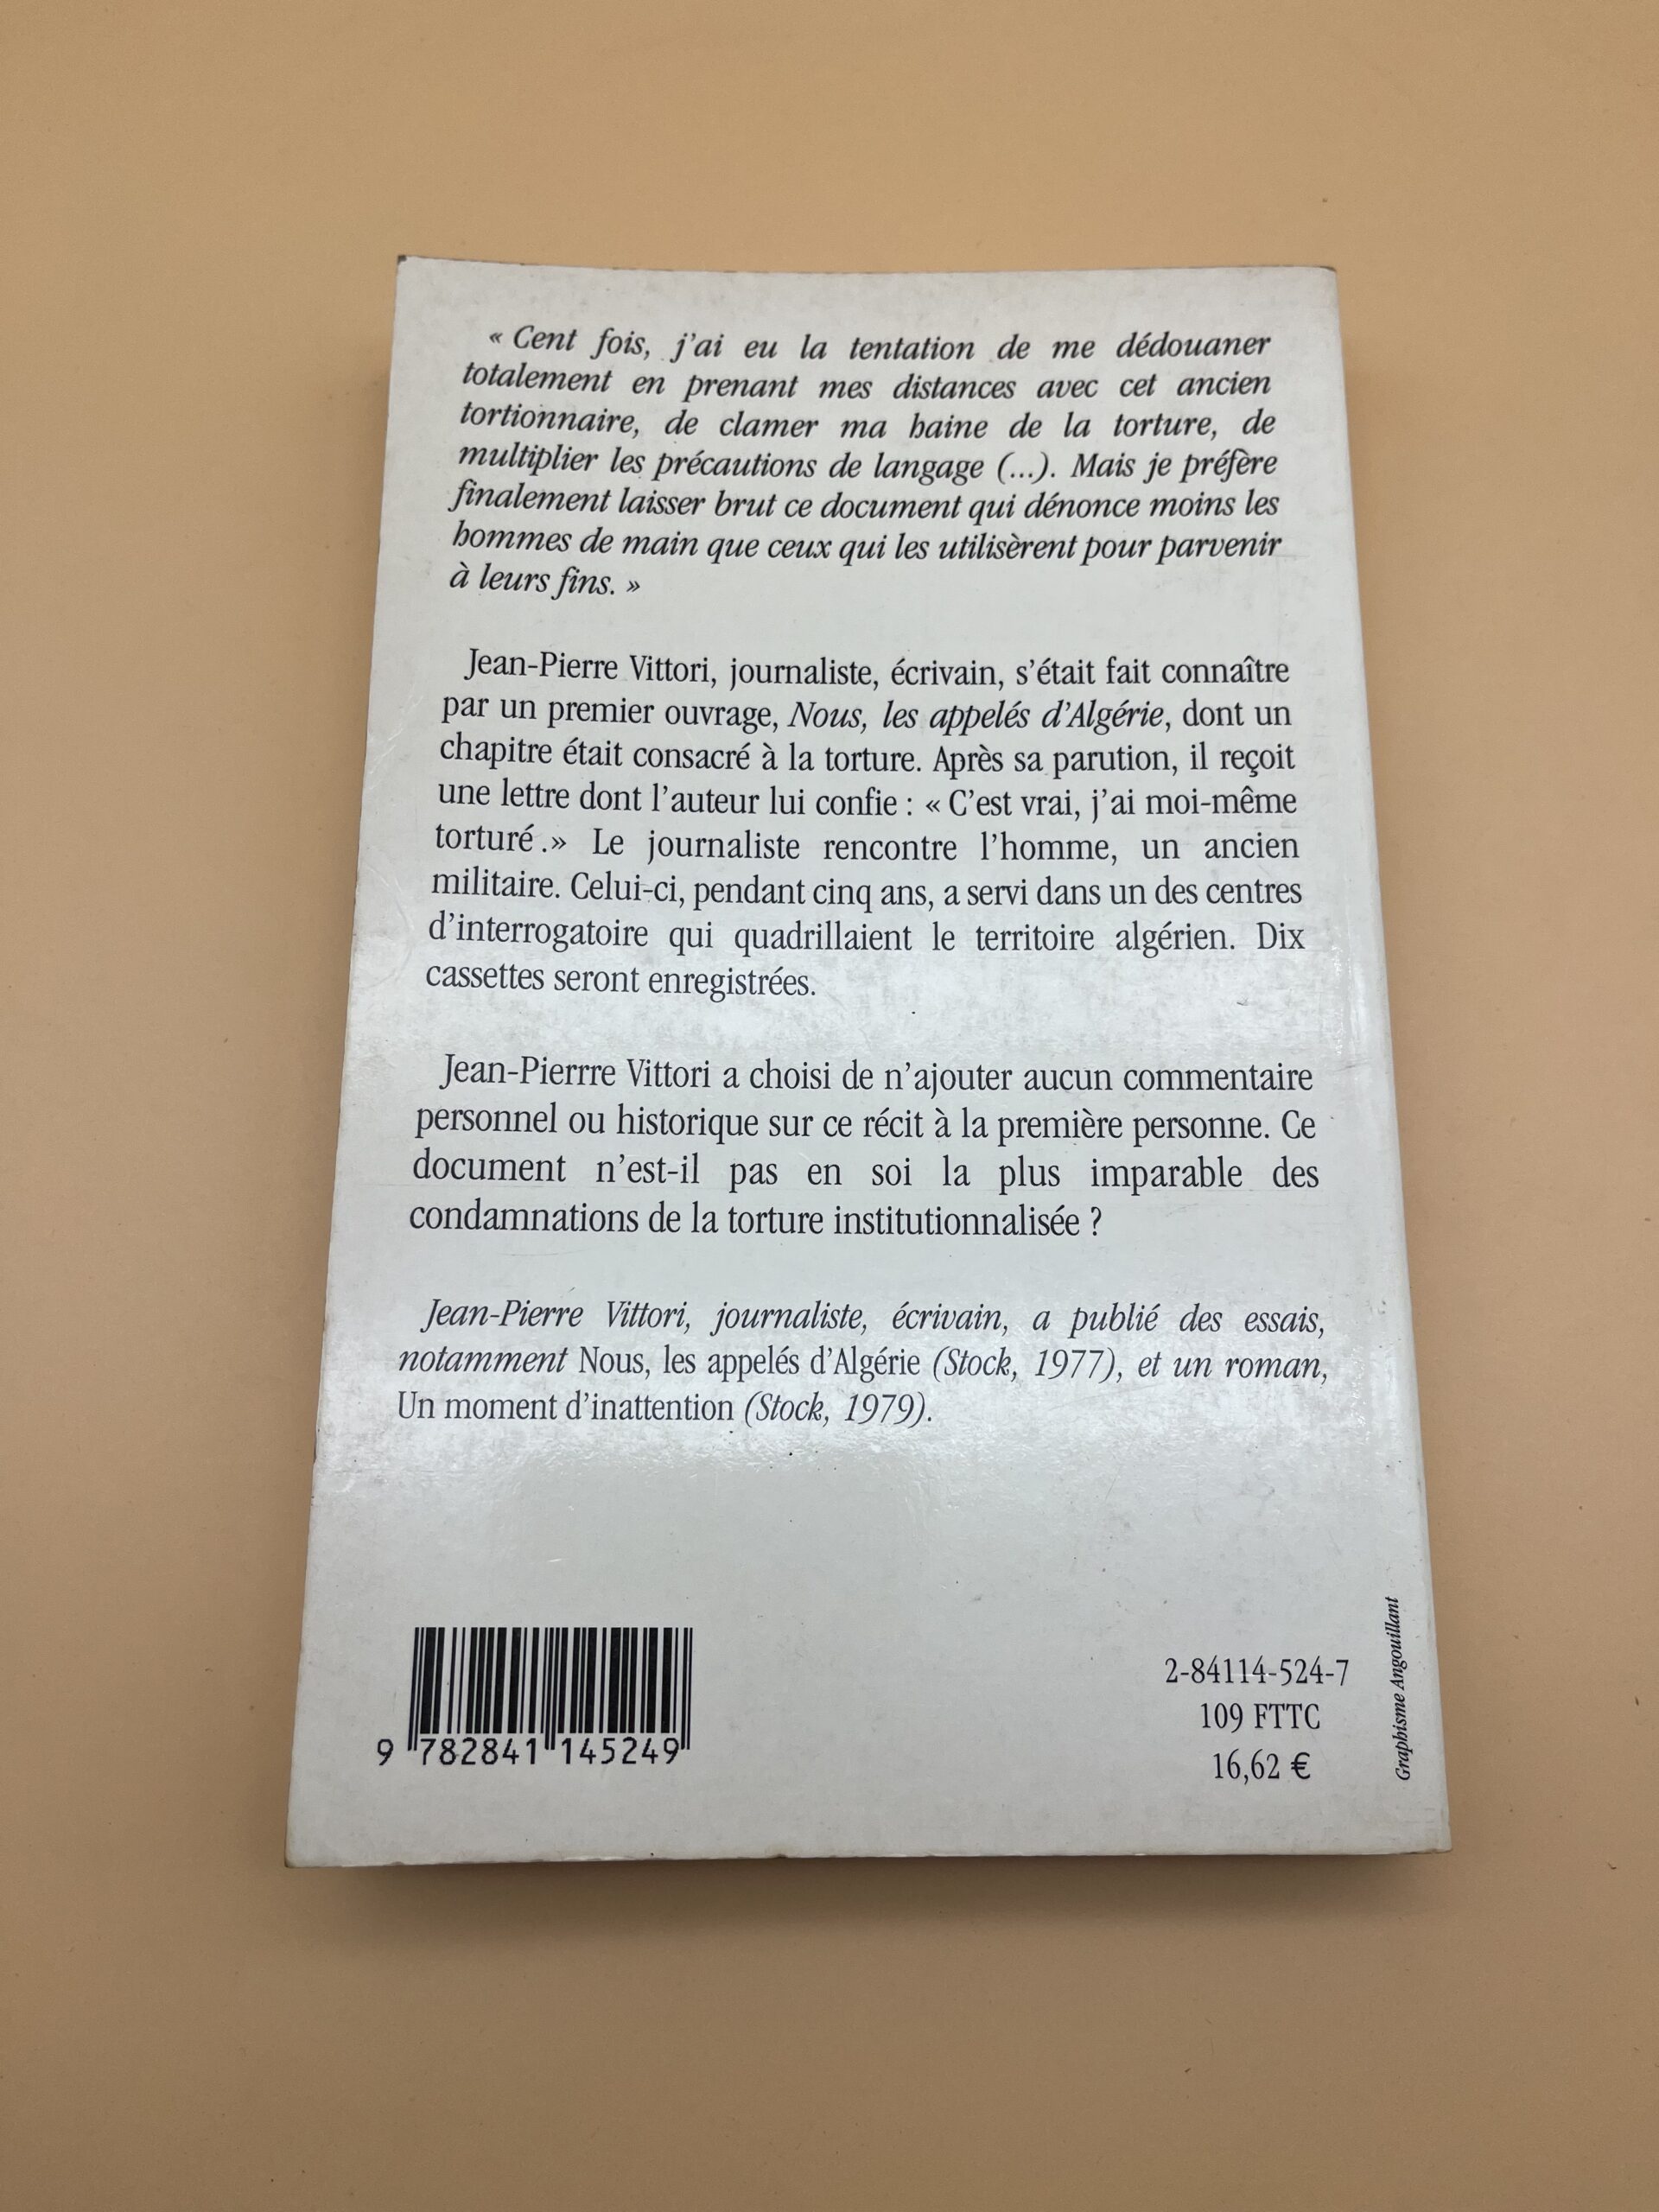 « Cent fois, j'ai eu la tentation de me dédouaner
totalement en prenant mes distances avec cet ancien
tortionnaire, de clamer ma haine de la torture, de
multiplier les précautions de langage (...). Mais je préfère
finalement laisser brut ce document qui dénonce moins les
hommes de main que ceux qui les utilisèrent pour parvenir
à leurs fins. »
Jean-Pierre Vittori, journaliste, écrivain, s'était fait connaître
par un premier ouvrage, Nous, les appelés d'Algérie, dont un
chapitre était consacré à la torture. Après sa parution, il reçoit
une lettre dont l'auteur lui confie : « C'est vrai, j'ai moi-même
torturé.» Le journaliste rencontre l'homme, un ancien
militaire. Celui-ci, pendant cinq ans, a servi dans un des centres
d'interrogatoire qui quadrillaient le territoire algérien. Dix
cassettes seront enregistrées.
Jean-Pierrre Vittori a choisi de n'ajouter aucun commentaire
personnel ou historique sur ce récit à la première personne. Ce
document n'est-il pas en soi la plus imparable des
condamnations de la torture institutionnalisée ?
Jean-Pierre Vittori, journaliste, écrivain, a publié des essais,
notamment Nous, les appelés d'Algérie (Stock, 1977), et un roman,
Un moment d'inattention (Stock, 1979).
9 782841 145249
2-84114-524-7
109 FTTC
16,62 €
Graphisme Angouillant